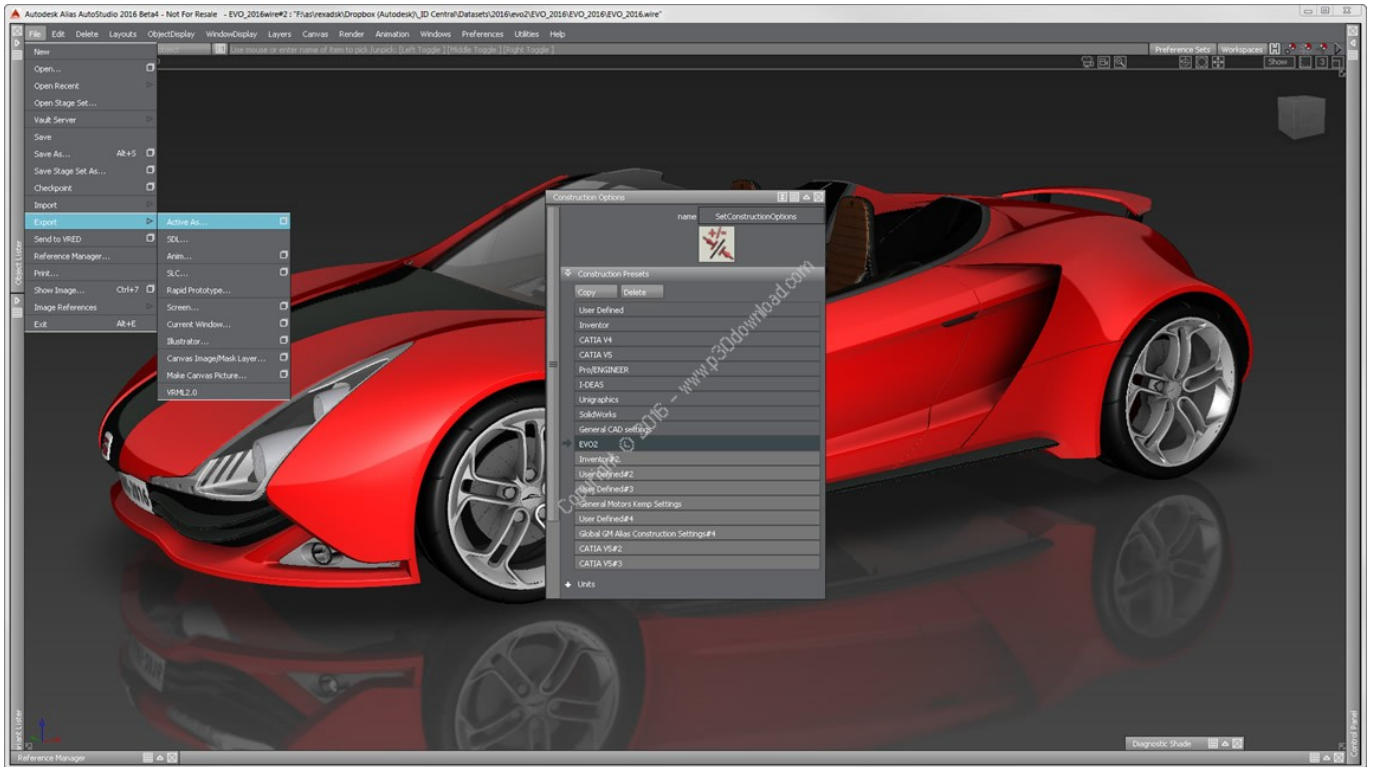 Autodesk Alias AutoStudio 2016 Beta4 - Not For Resale - EVO_2016wire#2 : "F:\as\rexadsk\Dropbox (Autodesk)\_ID Central\Datasets\2016\evo2\EVO_2016\EVO_2016\EVO_2016.wire"
File Edit Delete Layouts ObjectDisplay WindowDisplay Layers Canvas Render Animation Windows Preferences Utilities Help
object Use mouse or enter name of item to pick /unpick: [Left Toggle ] [Middle Toggle ] [Right Toggle ] Preference Sets Workspaces
Show 3
New
Open...
Open Recent
Open Stage Set...
Vault Server
Save
Save As... Alt+S
Save Stage Set As...
Checkpoint
Import
Export
Send to VRED
Reference Manager...
Print...
Show Image... Ctrl+7
Image References
Exit Alt+E
Active As...
SDL...
Anim...
SLC...
Rapid Prototype...
Screen...
Current Window...
Illustrator...
Canvas Image/Mask Layer...
Make Canvas Picture...
VRML2.0
Object Lister
Construction Options
name SetConstructionOptions
Construction Presets
Copy Delete
User Defined
Inventor
CATIA V4
CATIA V5
Pro/ENGINEER
I-DEAS
Unigraphics
SolidWorks
General CAD settings
EVO2
Inventor#2
User Defined#2
User Defined#3
General Motors Kemp Settings
User Defined#4
Global GM Alias Construction Settings#4
CATIA V5#2
CATIA V5#3
Units
Copyright © 2016 - www.p30download.com
Diagnostic Shade
Control Panel
Reference Manager